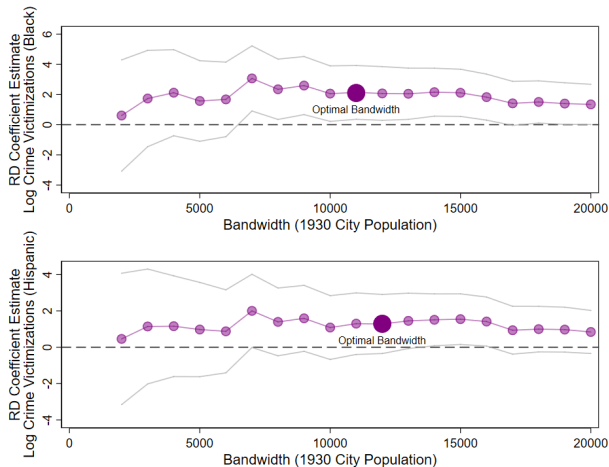 RD Coefficient Estimate
Log Crime Victimizations (Black)
6
4
2
0
-2
-4
Optimal Bandwidth
0 5000 10000 15000 20000
Bandwidth (1930 City Population)
RD Coefficient Estimate
Log Crime Victimizations (Hispanic)
4
2
0
-2
-4
Optimal Bandwidth
0 5000 10000 15000 20000
Bandwidth (1930 City Population)